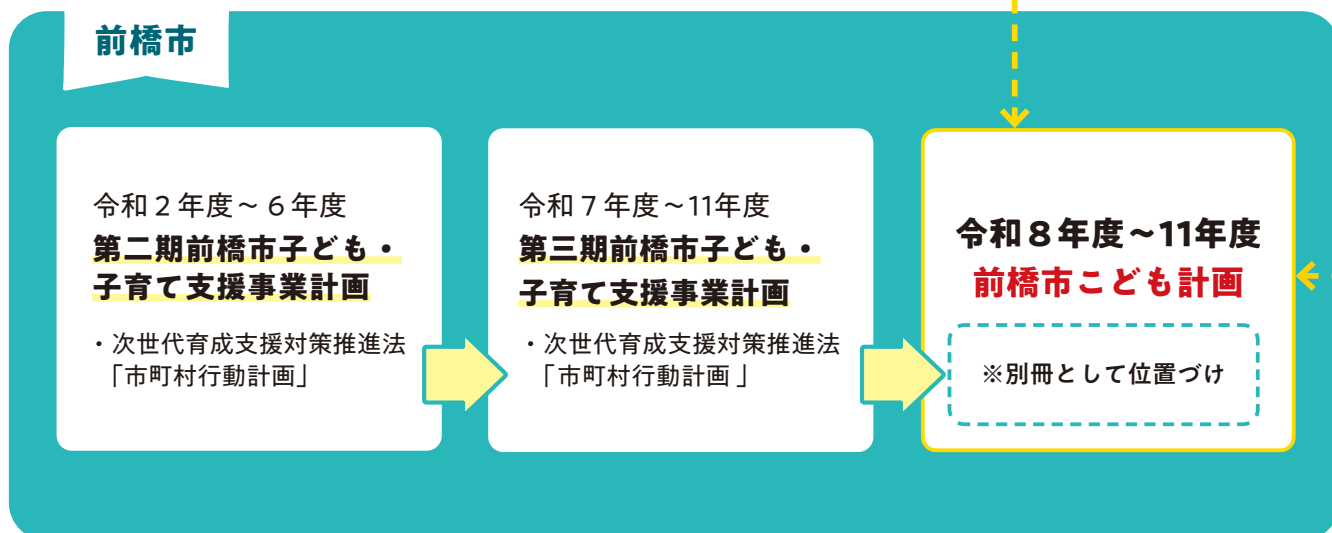 前橋市
令和２年度～６年度
第二期前橋市子ども・
子育て支援事業計画
・次世代育成支援対策推進法
「市町村行動計画」
令和７年度～11年度
第三期前橋市子ども・
子育て支援事業計画
・次世代育成支援対策推進法
「市町村行動計画 」
令和８年度～11年度
前橋市こども計画
※別冊として位置づけ